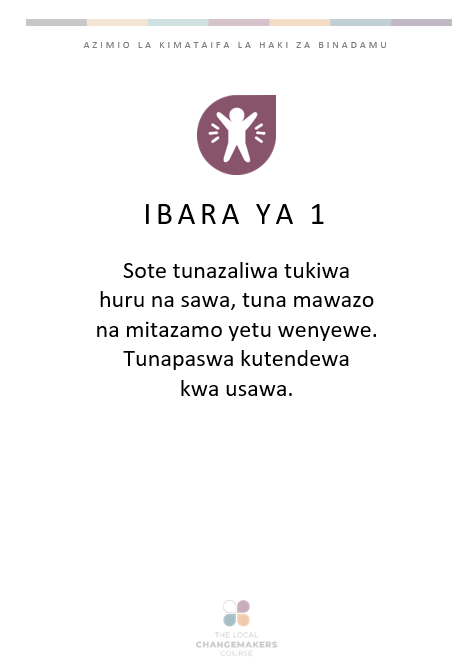 AZIMIO LA KIMATAIFA LA HAKI ZA BINADAMU
IBARA YA 1
Sote tunazaliwa tukiwa
huru na sawa, tuna mawazo
na mitazamo yetu wenyewe.
Tunapaswa kutendewa
kwa usawa.
THE LOCAL
CHANGEMAKERS
COURSE